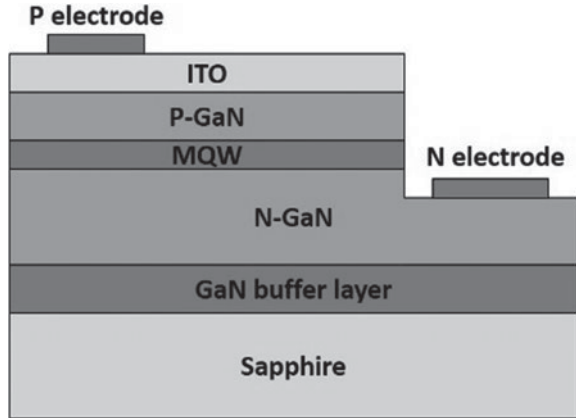 P electrode
ITO
P-GaN
MQW
N electrode
N-GaN
GaN buffer layer
Sapphire